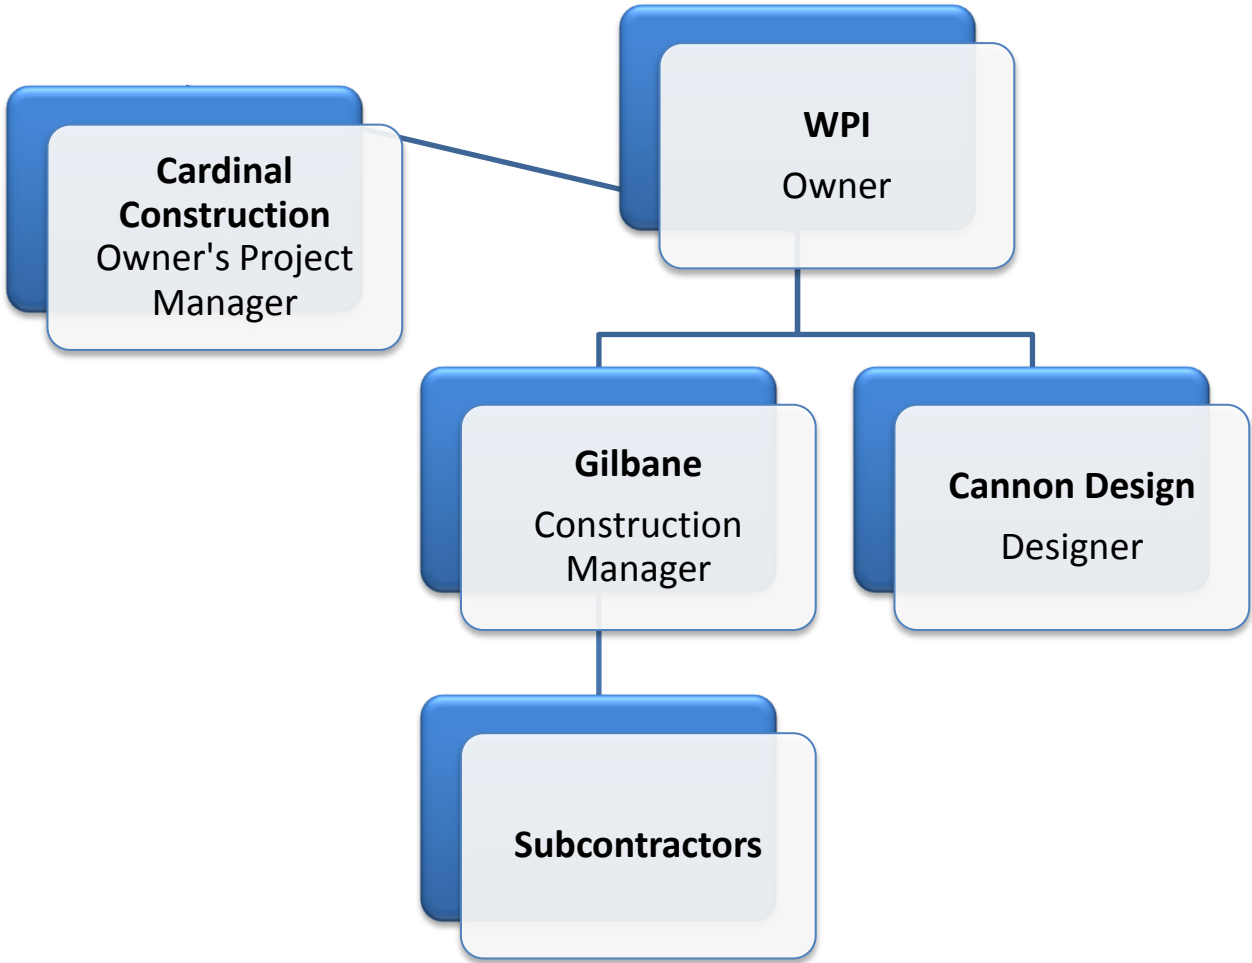 WPI
Owner
Cardinal
Construction
Owner's Project
Manager
Gilbane
Construction
Manager
Cannon Design
Designer
Subcontractors